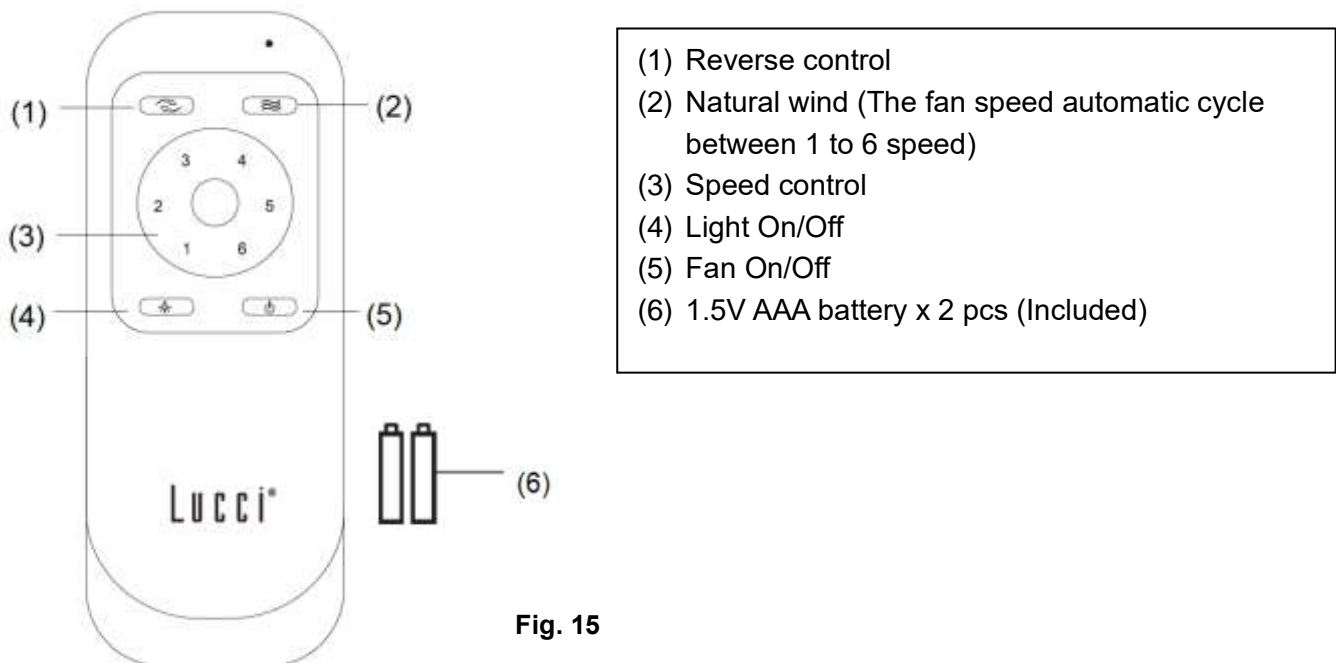 (1)
(2)
3 4
2 5
(3)
1 6
(4)
(5)
Lucci®
(6)
Fig. 15
(1) Reverse control
(2) Natural wind (The fan speed automatic cycle
between 1 to 6 speed)
(3) Speed control
(4) Light On/Off
(5) Fan On/Off
(6) 1.5V AAA battery x 2 pcs (Included)